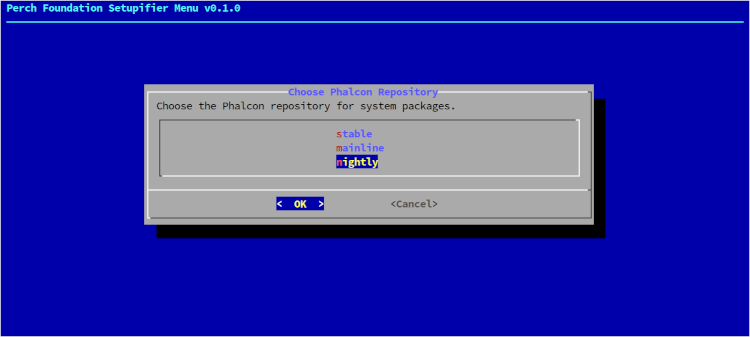 Perch Foundation Setupifier Menu v0.1.0
Choose Phalcon Repository
Choose the Phalcon repository for system packages.
stable
mainline
nightly
< OK > <Cancel>